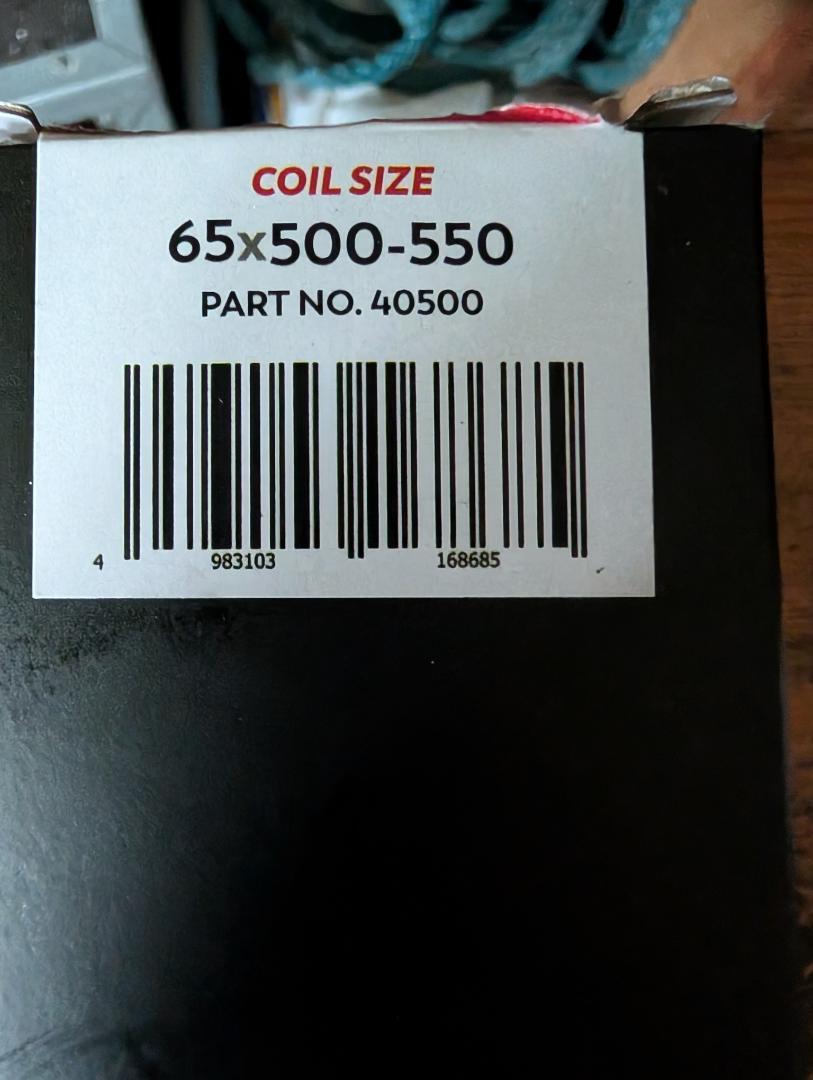 COIL SIZE
65x500-550
PART NO. 40500
4 983103 168685